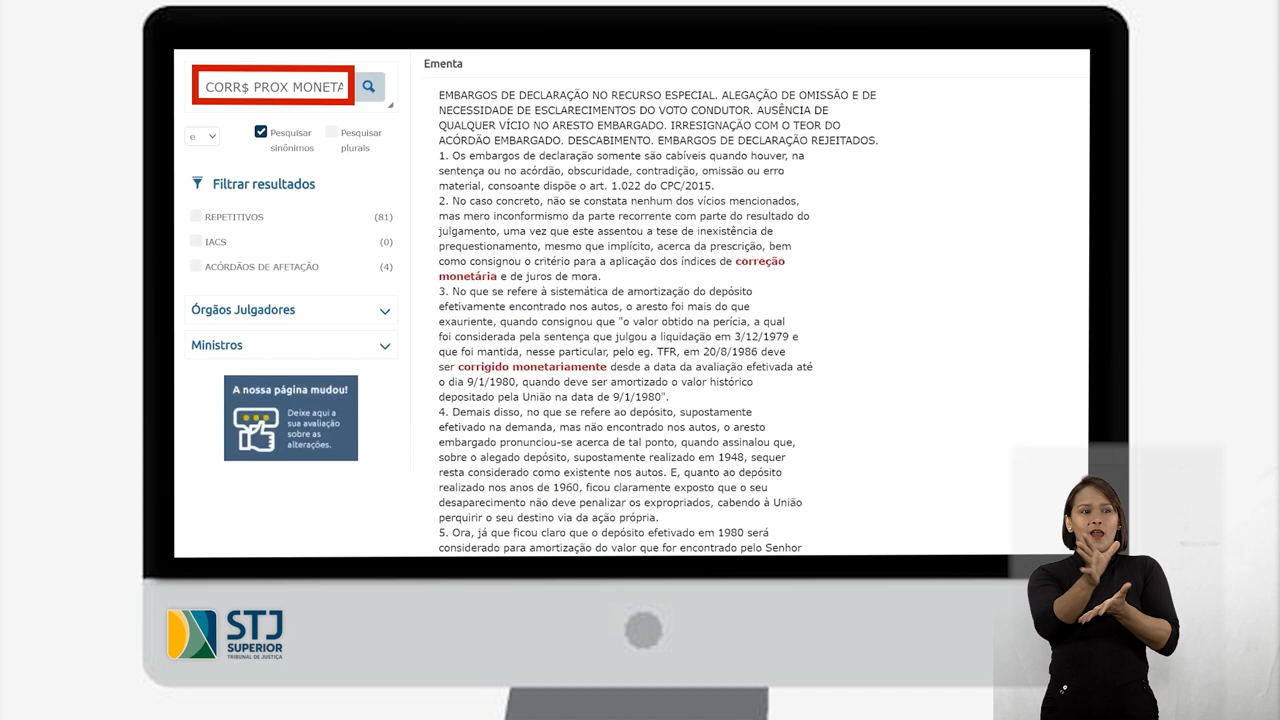 CORR$ PROX MONETA
e
Pesquisar sinônimos
Pesquisar plurais
Filtrar resultados
REPETITIVOS (81)
IACS (0)
ACÓRDÃOS DE AFETAÇÃO (4)
Órgãos Julgadores
Ministros
A nossa página mudou!
Deixe aqui a
sua avaliação
sobre as
alterações.
Ementa
EMBARGOS DE DECLARAÇÃO NO RECURSO ESPECIAL. ALEGAÇÃO DE OMISSÃO E DE
NECESSIDADE DE ESCLARECIMENTOS DO VOTO CONDUTOR. AUSÊNCIA DE
QUALQUER VÍCIO NO ARESTO EMBARGADO. IRRESIGNAÇÃO COM O TEOR DO
ACÓRDÃO EMBARGADO. DESCABIMENTO. EMBARGOS DE DECLARAÇÃO REJEITADOS.
1. Os embargos de declaração somente são cabíveis quando houver, na
sentença ou no acórdão, obscuridade, contradição, omissão ou erro
material, consoante dispõe o art. 1.022 do CPC/2015.
2. No caso concreto, não se constata nenhum dos vícios mencionados,
mas mero inconformismo da parte recorrente com parte do resultado do
julgamento, uma vez que este assentou a tese de inexistência de
prequestionamento, mesmo que implícito, acerca da prescrição, bem
como consignou o critério para a aplicação dos índices de correção
monetária e de juros de mora.
3. No que se refere à sistemática de amortização do depósito
efetivamente encontrado nos autos, o aresto foi mais do que
exauriente, quando consignou que "o valor obtido na perícia, a qual
foi considerada pela sentença que julgou a liquidação em 3/12/1979 e
que foi mantida, nesse particular, pelo eg. TFR, em 20/8/1986 deve
ser corrigido monetariamente desde a data da avaliação efetivada até
o dia 9/1/1980, quando deve ser amortizado o valor histórico
depositado pela União na data de 9/1/1980".
4. Demais disso, no que se refere ao depósito, supostamente
efetivado na demanda, mas não encontrado nos autos, o aresto
embargado pronunciou-se acerca de tal ponto, quando assinalou que,
sobre o alegado depósito, supostamente realizado em 1948, sequer
resta considerado como existente nos autos. E, quanto ao depósito
realizado nos anos de 1960, ficou claramente exposto que o seu
desaparecimento não deve penalizar os expropriados, cabendo à União
perquirir o seu destino via da ação própria.
5. Ora, já que ficou claro que o depósito efetivado em 1980 será
considerado para amortização do valor que for encontrado pelo Senhor
STJ
SUPERIOR
TRIBUNAL DE JUSTIÇA